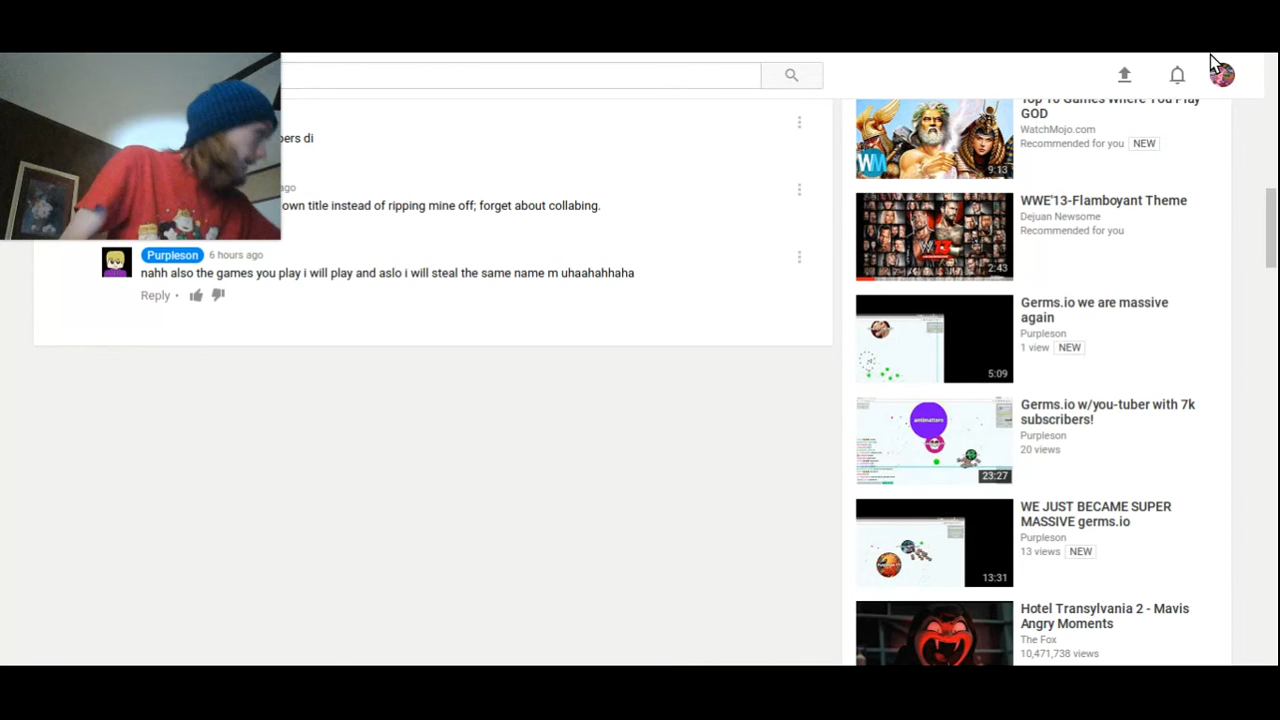 pers di
ago
own title instead of ripping mine off; forget about collabing.
Purpleson 6 hours ago
nahh also the games you play i will play and aslo i will steal the same name m uhaahahhaha
Reply •
Top 10 Games Where You Play
GOD
WatchMojo.com
Recommended for you NEW
WM
9:13
WWE'13-Flamboyant Theme
Dejuan Newsome
Recommended for you
2:43
Germs.io we are massive
again
Purpleson
1 view NEW
5:09
Germs.io w/you-tuber with 7k
subscribers!
Purpleson
20 views
antimatters
23:27
WE JUST BECAME SUPER
MASSIVE germs.io
Purpleson
13 views NEW
13:31
Hotel Transylvania 2 - Mavis
Angry Moments
The Fox
10,471,738 views